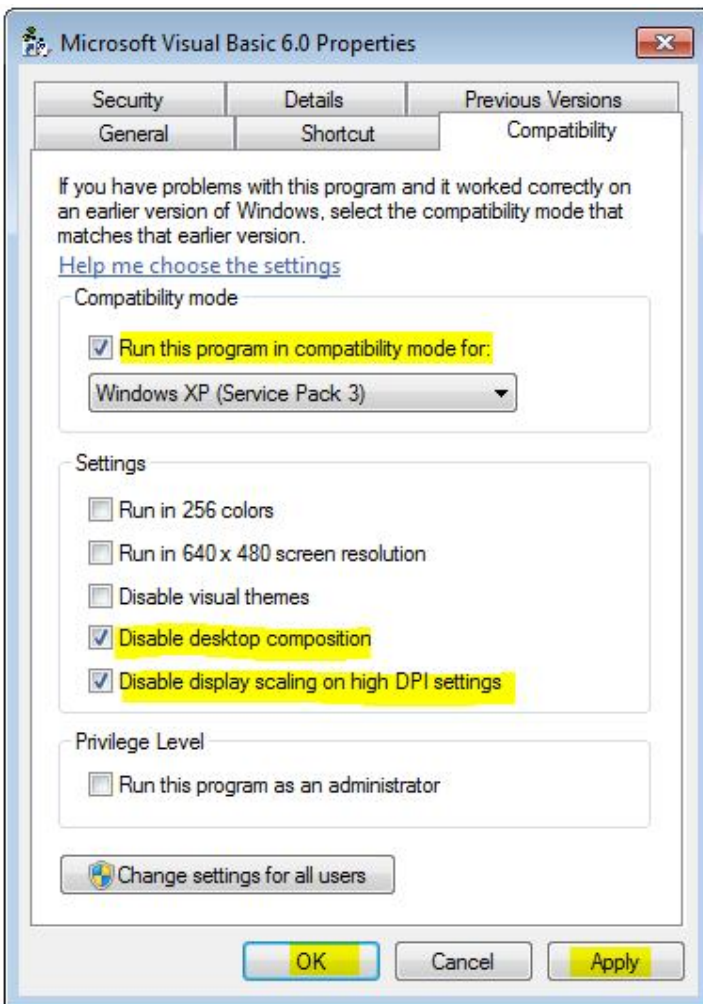 Microsoft Visual Basic 6.0 Properties
Security Details Previous Versions
General Shortcut Compatibility
If you have problems with this program and it worked correctly on
an earlier version of Windows, select the compatibility mode that
matches that earlier version.
Help me choose the settings
Compatibility mode
Run this program in compatibility mode for:
Windows XP (Service Pack 3)
Settings
Run in 256 colors
Run in 640 x 480 screen resolution
Disable visual themes
Disable desktop composition
Disable display scaling on high DPI settings
Privilege Level
Run this program as an administrator
Change settings for all users
OK Cancel Apply